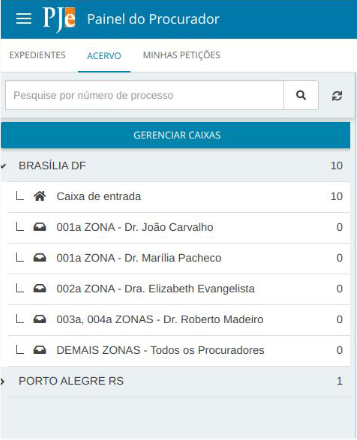 PJe Painel do Procurador
EXPEDIENTES ACERVO MINHAS PETIÇÕES
Pesquise por número de processo
GERENCIAR CAIXAS
BRASÍLIA DF 10
Caixa de entrada 10
001a ZONA - Dr. João Carvalho 0
001a ZONA - Dr. Marília Pacheco 0
002a ZONA - Dra. Elizabeth Evangelista 0
003a, 004a ZONAS - Dr. Roberto Madeiro 0
DEMAIS ZONAS - Todos os Procuradores 0
PORTO ALEGRE RS 1